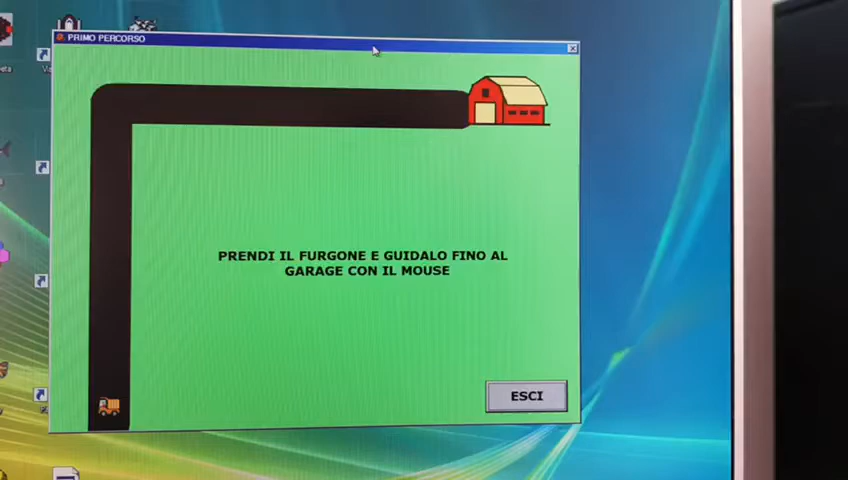 PRIMO PERCORSO
PRENDI IL FURGONE E GUIDALO FINO AL
GARAGE CON IL MOUSE
ESCI